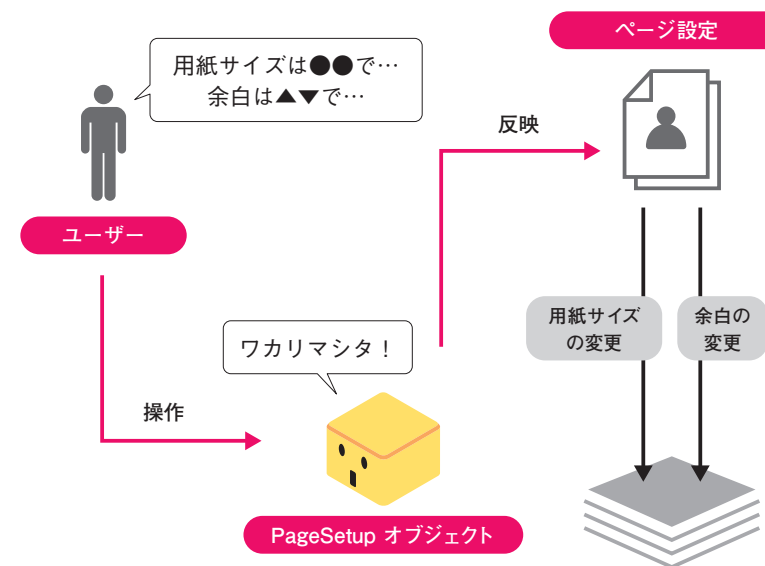 ページ設定
用紙サイズは●●で…
余白は▲▼で…
反映
ユーザー
用紙サイズ
の変更
余白の
変更
ワカリマシタ！
操作
PageSetup オブジェクト